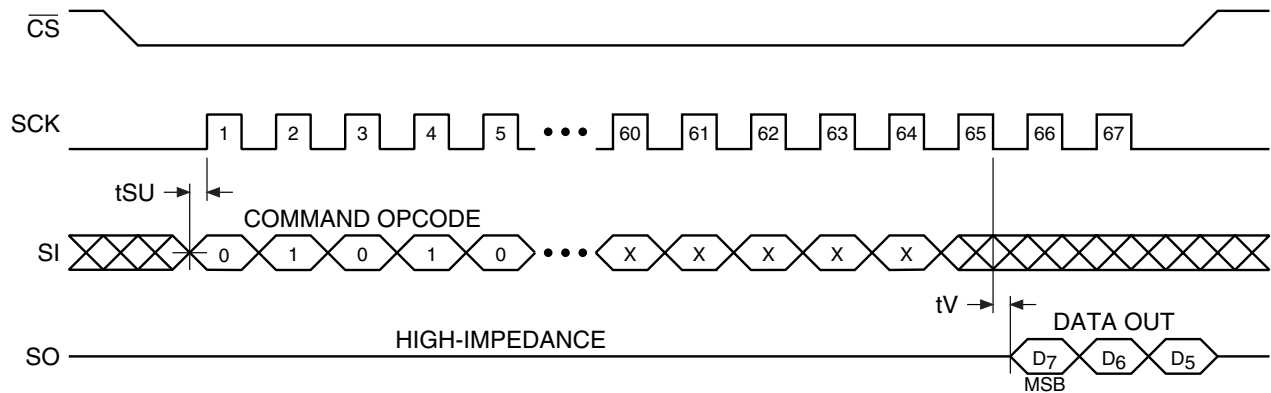 CS
SCK
1 2 3 4 5 ••• 60 61 62 63 64 65 66 67
tSU
COMMAND OPCODE
SI
0 1 0 1 0 ••• X X X X X
tV
HIGH-IMPEDANCE
DATA OUT
SO
D7 D6 D5
MSB